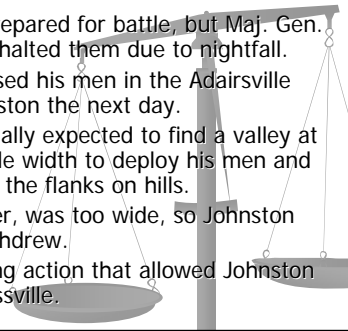 epared for battle, but Maj. Gen.
halted them due to nightfall.
sed his men in the Adairsville
ston the next day.
ally expected to find a valley at
le width to deploy his men and
the flanks on hills.
er, was too wide, so Johnston
hdrew.
ng action that allowed Johnston
ssville.